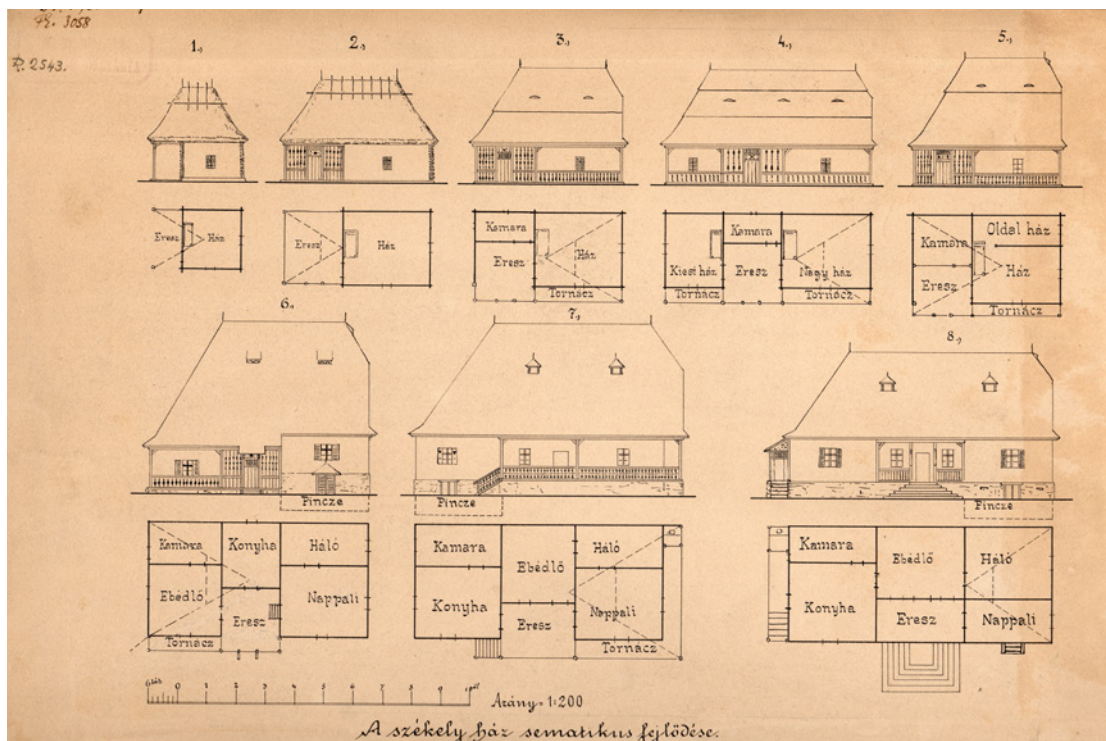 Pr. 3058
R. 2543.
1.,
2.,
3.,
4.,
5.,
Eresz
Ház
Eresz
Ház
Kamara
Eresz
Ház
Tornácz
Kamara
Kicsi ház
Eresz
Nagy ház
Tornácz
Tornácz
Kamara
Oldal ház
Eresz
Ház
Tornácz
6.,
7.,
8.,
Pincze
Pincze
Pincze
Kamara
Konyha
Háló
Ebédlő
Nappali
Eresz
Tornácz
Kamara
Ebédlő
Háló
Konyha
Eresz
Nappali
Tornácz
Kamara
Ebédlő
Háló
Konyha
Eresz
Nappali
0 1 2 3 4 5 6 7 8 9
Arány = 1:200
A székely ház sematikus fejlődése.